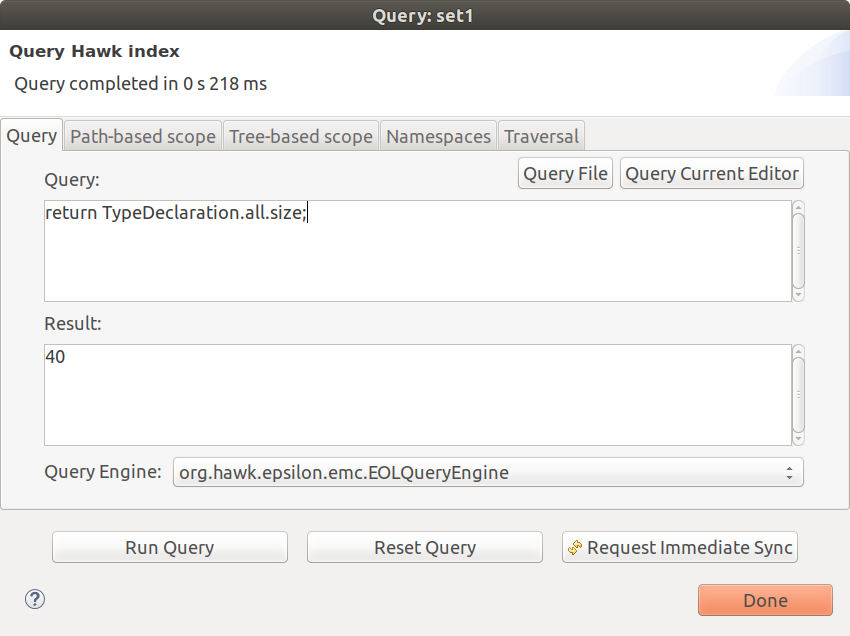 Query: set1
Query Hawk index
Query completed in 0 s 218 ms
Query Path-based scope Tree-based scope Namespaces Traversal
Query: Query File Query Current Editor
return TypeDeclaration.all.size;
Result:
40
Query Engine: org.hawk.epsilon.emc.EOLQueryEngine
Run Query Reset Query Request Immediate Sync
? Done